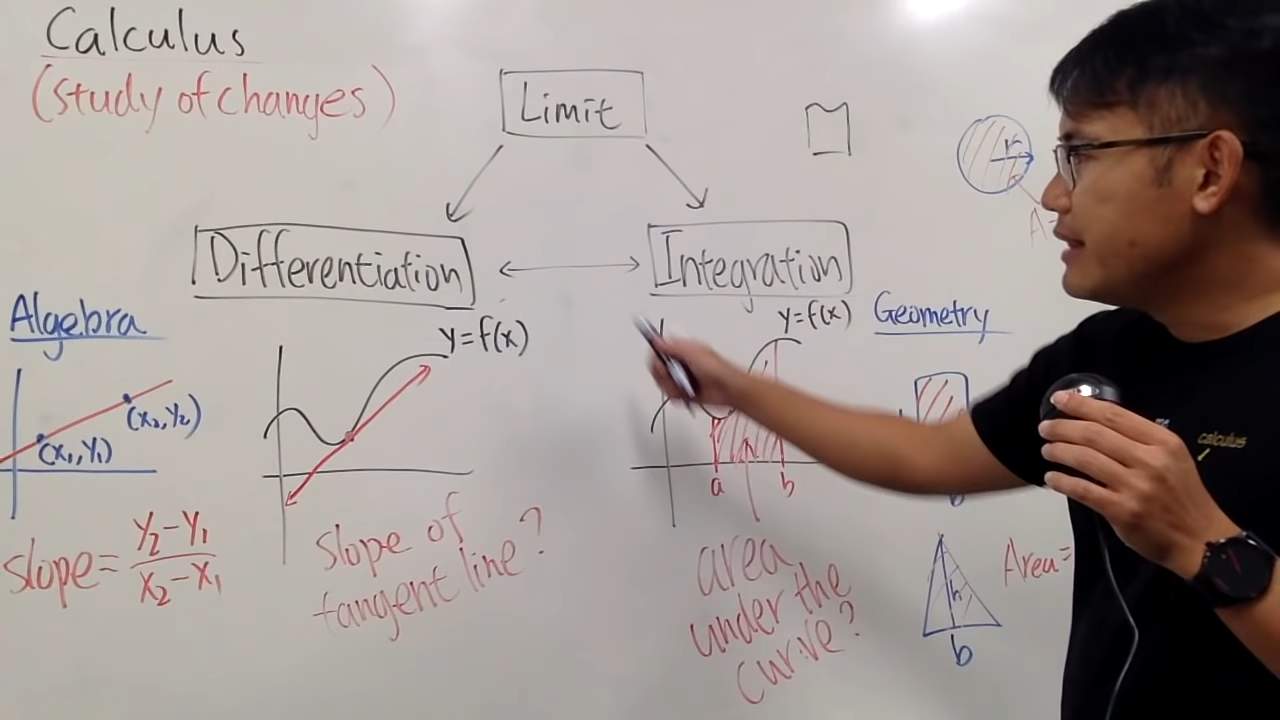 Calculus
(study of changes)
Limit
Differentiation
Integration
Algebra
(x₁,y₁)
(x₂,y₂)
slope = y₂-y₁
x₂-x₁
y=f(x)
slope of
tangent line?
y=f(x)
a
b
area
under the
curve?
Geometry
r
A=
b
h
b
Area=
calculus